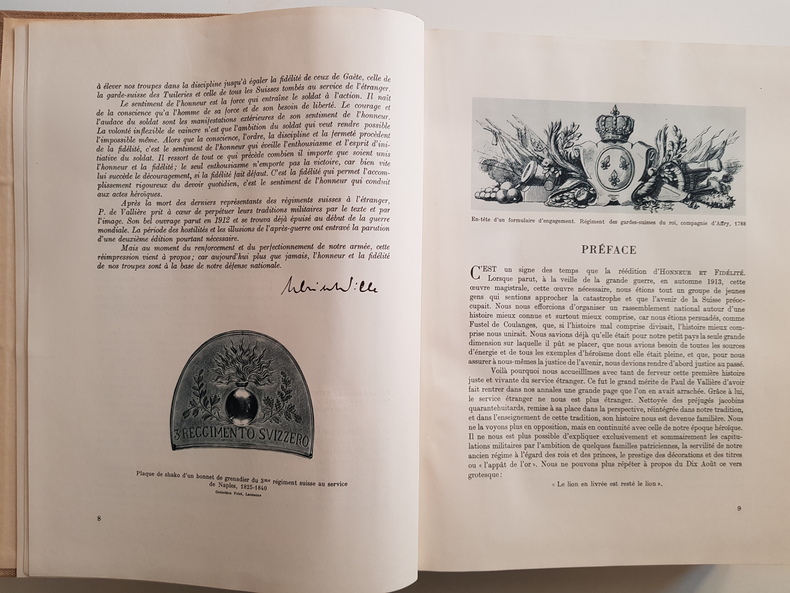 à élever nos troupes dans la discipline jusqu'à égaler la fidélité de ceux de Gaète, celle de
la garde-suisse des Tuileries et celle de tous les Suisses tombés au service de l'étranger.
Le sentiment de l'honneur est la force qui entraîne le soldat à l'action. Il naît
de la conscience qu'a l'homme de sa force et de son besoin de liberté. Le courage et
l'audace du soldat sont les manifestations extérieures de son sentiment de l'honneur.
La volonté inflexible de vaincre n'est que l'ambition du soldat qui veut rendre possible
l'impossible même. Alors que la conscience, l'ordre, la discipline et la fermeté procèdent
de la fidélité, c'est le sentiment de l'honneur qui éveille l'enthousiasme et l'esprit d'ini-
tiative du soldat. Il ressort de tout ce qui précède combien il importe que soient unis
l'honneur et la fidélité ; le seul enthousiasme n'emporte pas la victoire, car bien vite
lui succède le découragement, si la fidélité fait défaut. C'est la fidélité qui permet l'accom-
plissement rigoureux du devoir quotidien, c'est le sentiment de l'honneur qui conduit
aux actes héroïques.
Après la mort des derniers représentants des régiments suisses à l'étranger,
P. de Vallière prit à cœur de perpétuer leurs traditions militaires par le texte et par
l'image. Son bel ouvrage parut en 1912 et se trouva déjà épuisé au début de la guerre
mondiale. La période des hostilités et les illusions de l'après-guerre ont entravé la parution
d'une deuxième édition pourtant nécessaire.
Mais au moment du renforcement et du perfectionnement de notre armée, cette
réimpression vient à propos ; car aujourd'hui plus que jamais, l'honneur et la fidélité
de nos troupes sont à la base de notre défense nationale.
Ulrich Wille
3 REGGIMENTO SVIZZERO
Plaque de shako d'un bonnet de grenadier du 3me régiment suisse au service
de Naples, 1825-1840
8
En-tête d'un formulaire d'engagement. Régiment des gardes-suisses du roi, compagnie d'Affry, 1788
PRÉFACE
C'EST un signe des temps que la réédition d'HONNEUR ET FIDÉLITÉ.
Lorsque parut, à la veille de la grande guerre, en automne 1913, cette
œuvre magistrale, cette œuvre nécessaire, nous étions tout un groupe de jeunes
gens qui sentions approcher la catastrophe et que l'avenir de la Suisse préoc-
cupait. Nous nous efforcions d'organiser un rassemblement national autour d'une
histoire mieux connue et surtout mieux comprise, car nous étions persuadés, comme
Fustel de Coulanges, que, si l'histoire mal comprise divisait, l'histoire mieux com-
prise nous unirait. Nous savions déjà qu'elle était pour notre petit pays la seule grande
dimension sur laquelle il pût se placer, que nous avions besoin de toutes les sources
d'énergie et de tous les exemples d'héroïsme dont elle était pleine, et que, pour nous
assurer à nous-mêmes la justice de l'avenir, nous devions rendre d'abord justice au passé.
Voilà pourquoi nous accueillîmes avec tant de ferveur cette première histoire
juste et vivante du service étranger. Ce fut le grand mérite de Paul de Vallière d'avoir
fait rentrer dans nos annales une grande page que l'on en avait arrachée. Grâce à lui,
le service étranger ne nous est plus étranger. Nettoyée des préjugés jacobins
quarantehuitards, remise à sa place dans la perspective, réintégrée dans notre tradition,
et dans l'enseignement de cette tradition, son histoire nous est devenue familière. Nous
ne la voyons plus en opposition, mais en continuité avec celle de notre époque héroïque.
Il ne nous est plus possible d'expliquer exclusivement et sommairement les capitu-
lations militaires par l'ambition de quelques familles patriciennes, la servilité de notre
ancien régime à l'égard des rois et des princes, le prestige des décorations et des titres
ou « l'appât de l'or ». Nous ne pouvons plus répéter à propos du Dix Août ce vers
grotesque :
« Le lion en livrée est resté le lion ».
9